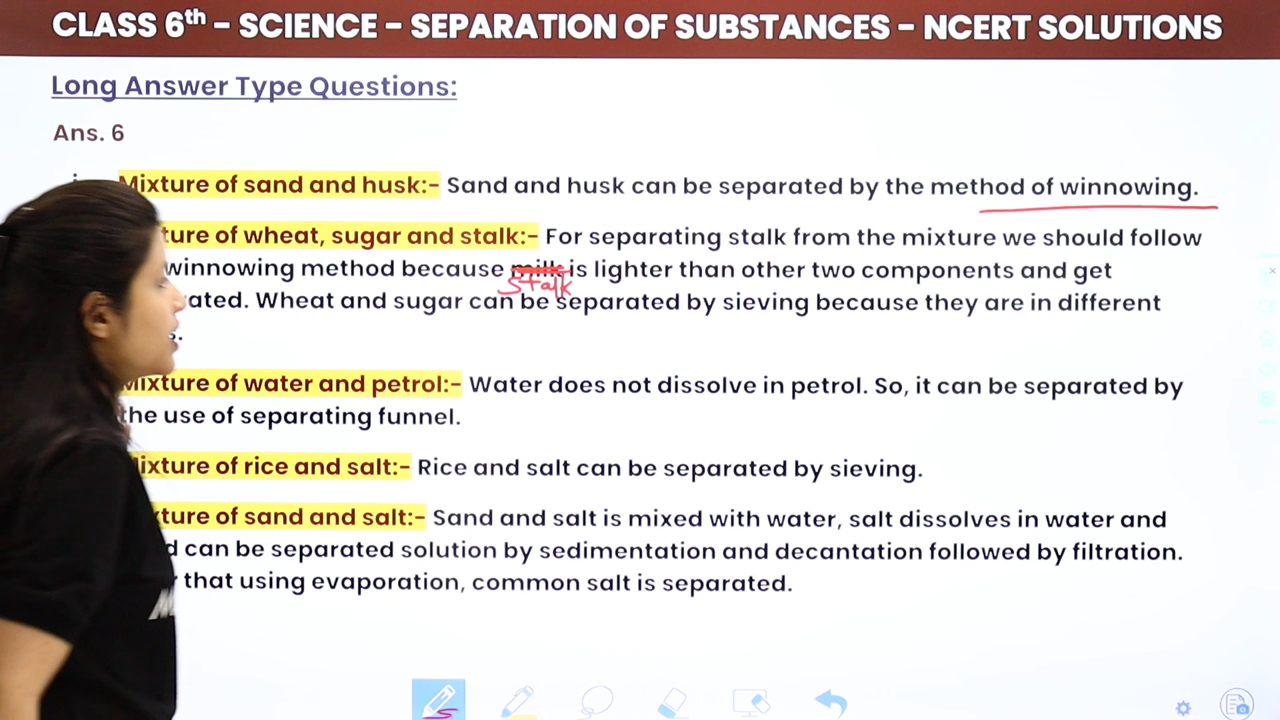 CLASS 6th – SCIENCE – SEPARATION OF SUBSTANCES – NCERT SOLUTIONS
Long Answer Type Questions:
Ans. 6
Mixture of sand and husk:- Sand and husk can be separated by the method of winnowing.
ture of wheat, sugar and stalk:- For separating stalk from the mixture we should follow
winnowing method because milk is lighter than other two components and get
stalk
rated. Wheat and sugar can be separated by sieving because they are in different
s.
Mixture of water and petrol:- Water does not dissolve in petrol. So, it can be separated by
the use of separating funnel.
ixture of rice and salt:- Rice and salt can be separated by sieving.
ture of sand and salt:- Sand and salt is mixed with water, salt dissolves in water and
d can be separated solution by sedimentation and decantation followed by filtration.
that using evaporation, common salt is separated.